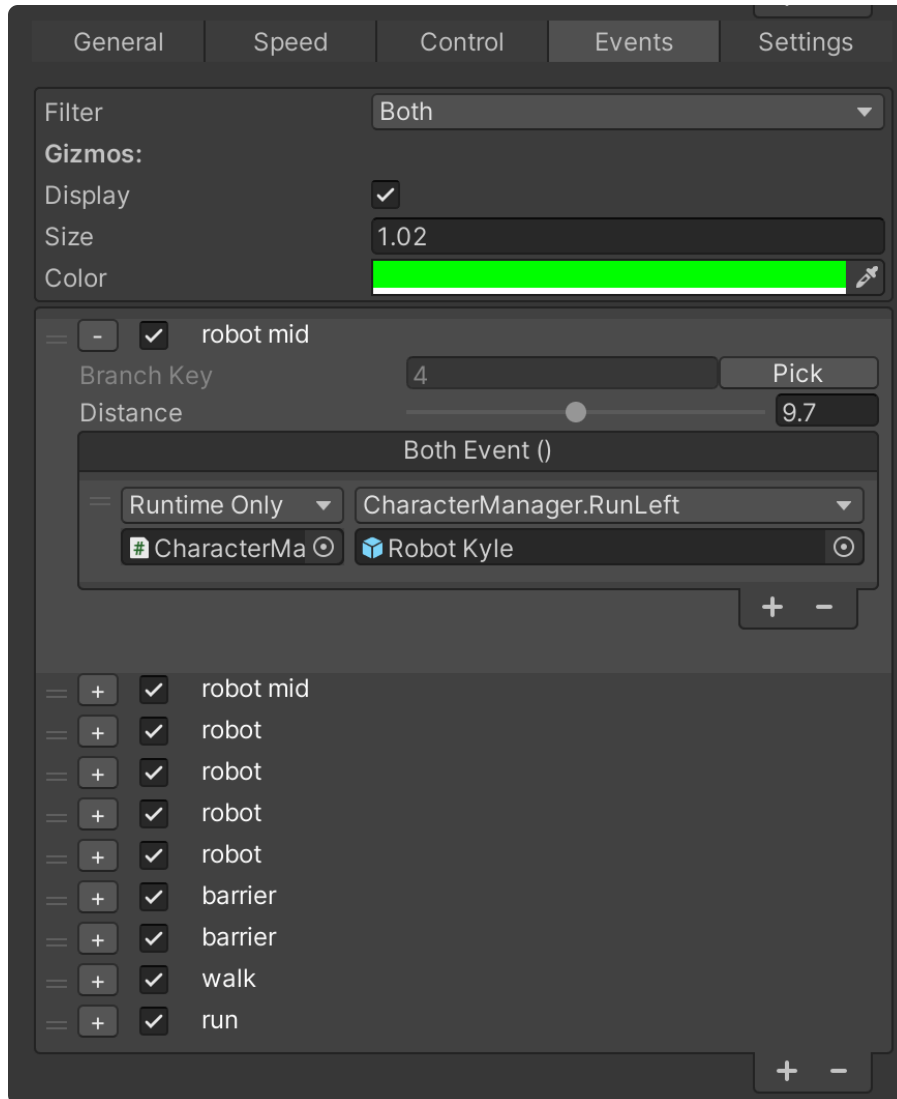 General Speed Control Events Settings
Filter Both
Gizmos:
Display
Size 1.02
Color
- robot mid
Branch Key 4 Pick
Distance 9.7
Both Event ()
Runtime Only CharacterManager.RunLeft
# CharacterMa Robot Kyle
+ -
+ robot mid
+ robot
+ robot
+ robot
+ robot
+ barrier
+ barrier
+ walk
+ run
+ -